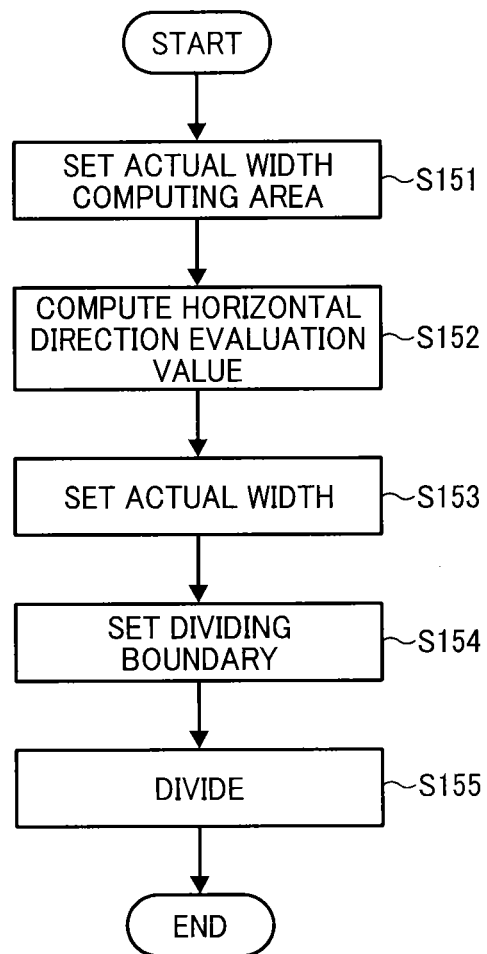 START
SET ACTUAL WIDTH
COMPUTING AREA
S151
COMPUTE HORIZONTAL
DIRECTION EVALUATION
VALUE
S152
SET ACTUAL WIDTH
S153
SET DIVIDING
BOUNDARY
S154
DIVIDE
S155
END